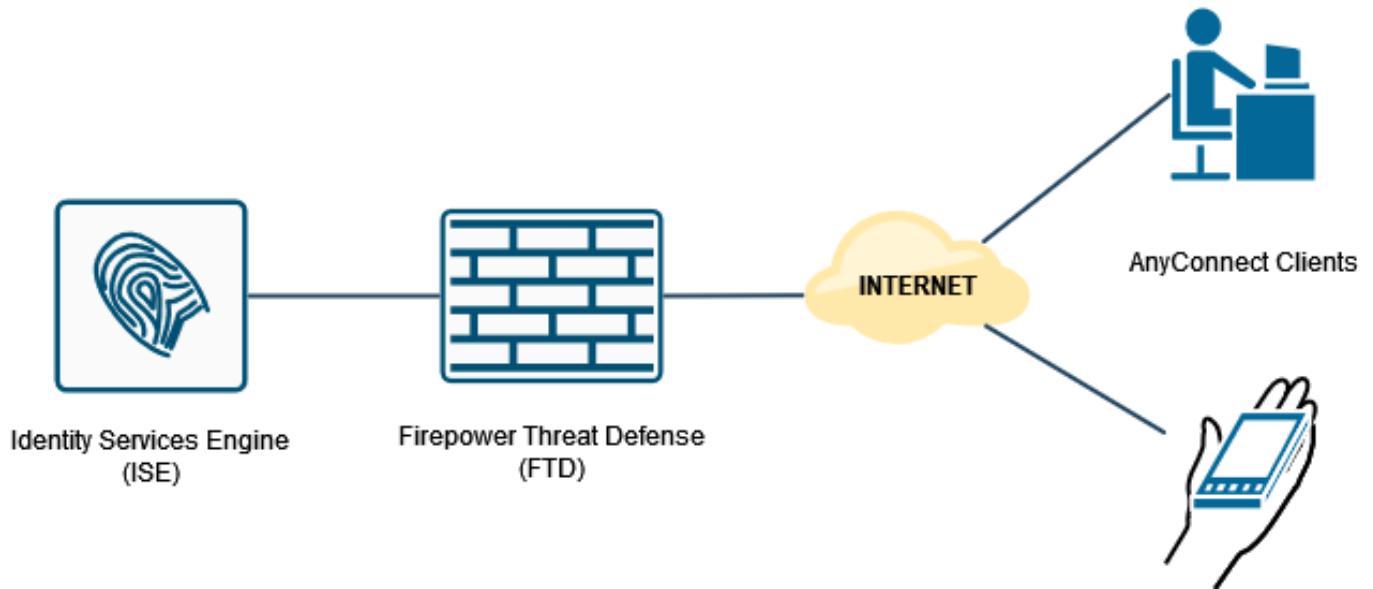 Identity Services Engine
(ISE)
Firepower Threat Defense
(FTD)
INTERNET
AnyConnect Clients